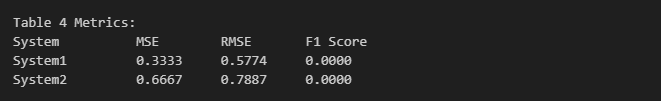 Table 4 Metrics:
System MSE RMSE F1 Score
System1 0.3333 0.5774 0.0000
System2 0.6667 0.7887 0.0000